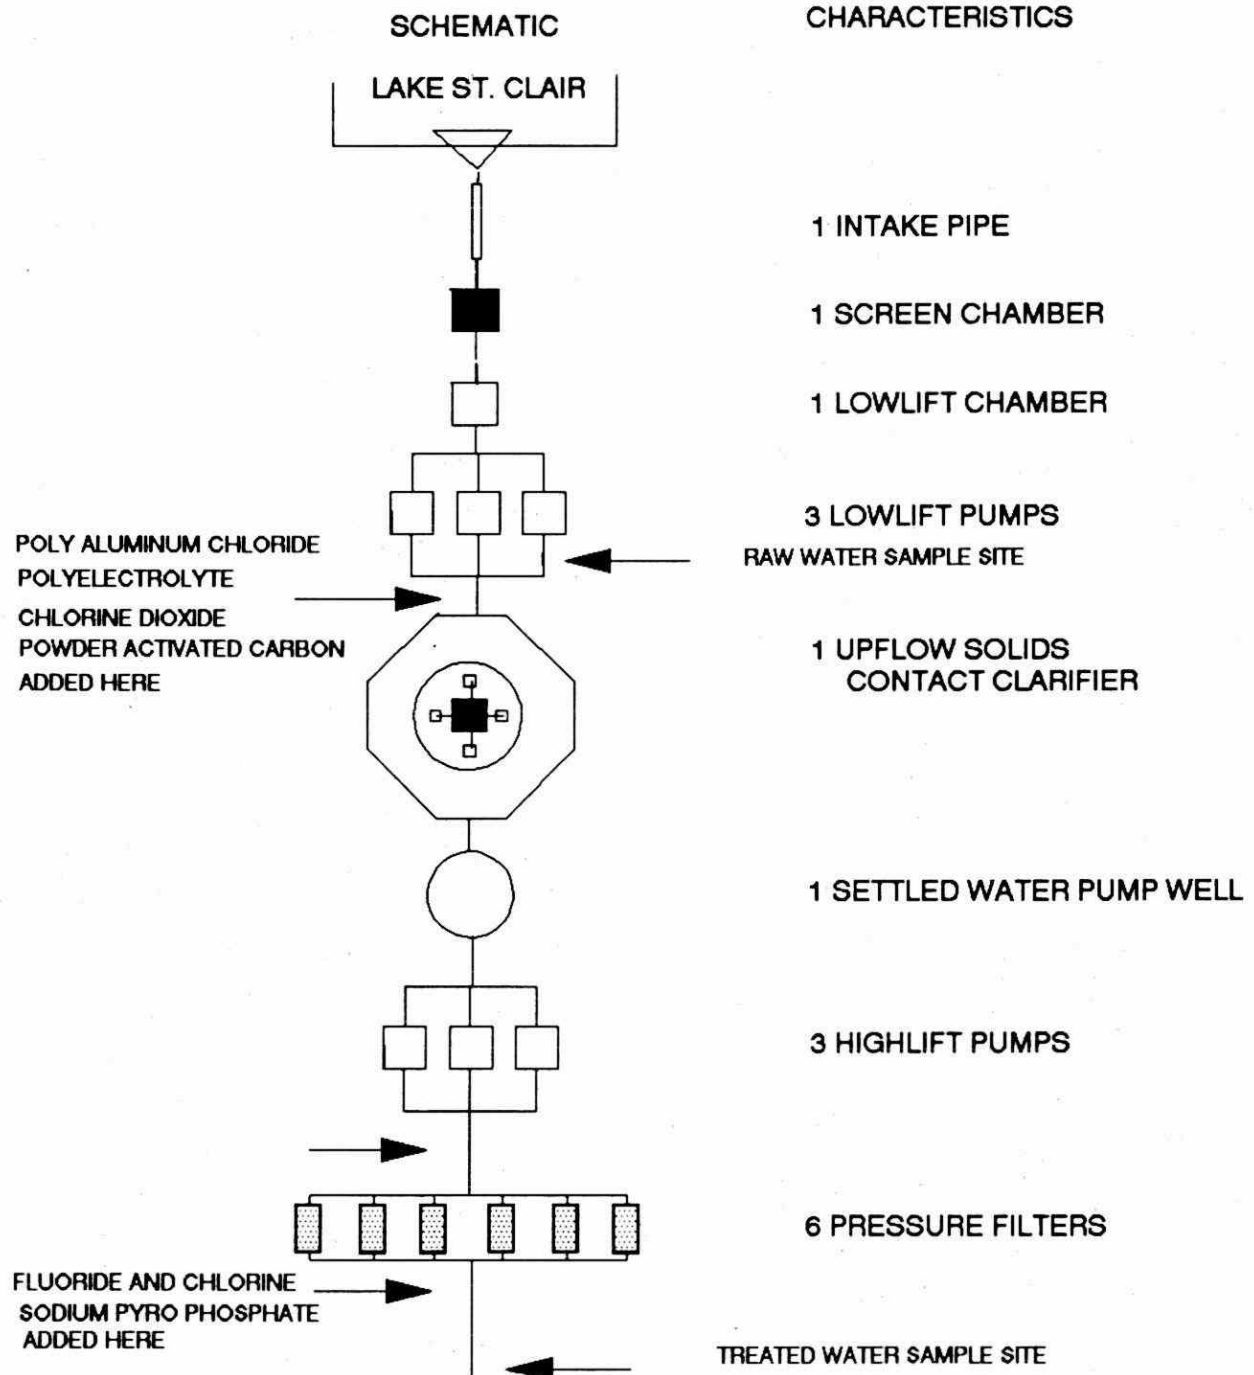 SCHEMATIC
CHARACTERISTICS
LAKE ST. CLAIR
1 INTAKE PIPE
1 SCREEN CHAMBER
1 LOWLIFT CHAMBER
3 LOWLIFT PUMPS
RAW WATER SAMPLE SITE
POLY ALUMINUM CHLORIDE
POLYELECTROLYTE
CHLORINE DIOXIDE
POWDER ACTIVATED CARBON
ADDED HERE
1 UPFLOW SOLIDS
CONTACT CLARIFIER
1 SETTLED WATER PUMP WELL
3 HIGHLIFT PUMPS
6 PRESSURE FILTERS
FLUORIDE AND CHLORINE
SODIUM PYRO PHOSPHATE
ADDED HERE
TREATED WATER SAMPLE SITE